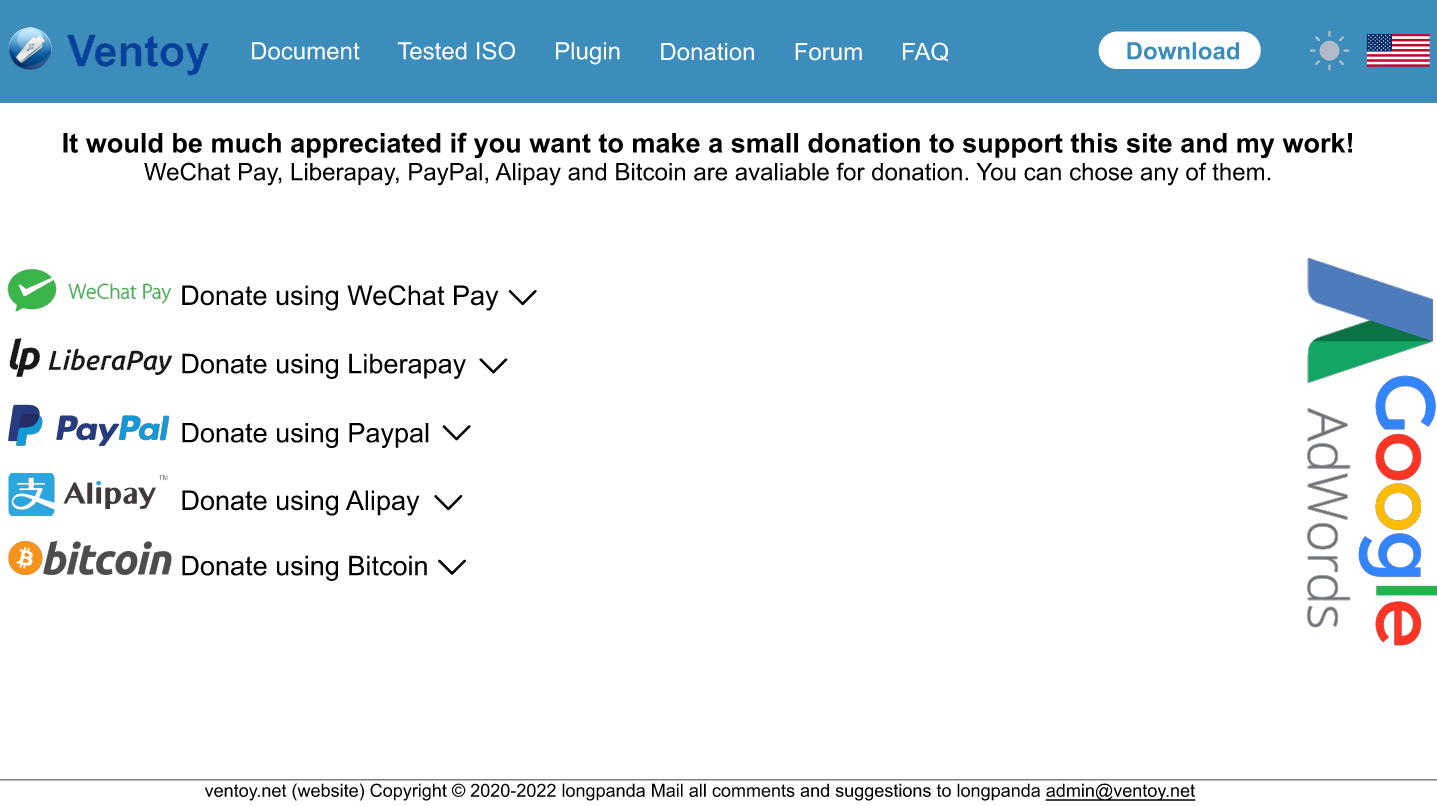 Ventoy Document Tested ISO Plugin Donation Forum FAQ Download
It would be much appreciated if you want to make a small donation to support this site and my work!
WeChat Pay, Liberapay, PayPal, Alipay and Bitcoin are avaliable for donation. You can chose any of them.
WeChat Pay Donate using WeChat Pay
lp LiberaPay Donate using Liberapay
PayPal Donate using Paypal
支 Alipay™ Donate using Alipay
bitcoin Donate using Bitcoin
Google
AdWords
ventoy.net (website) Copyright © 2020-2022 longpanda Mail all comments and suggestions to longpanda admin@ventoy.net